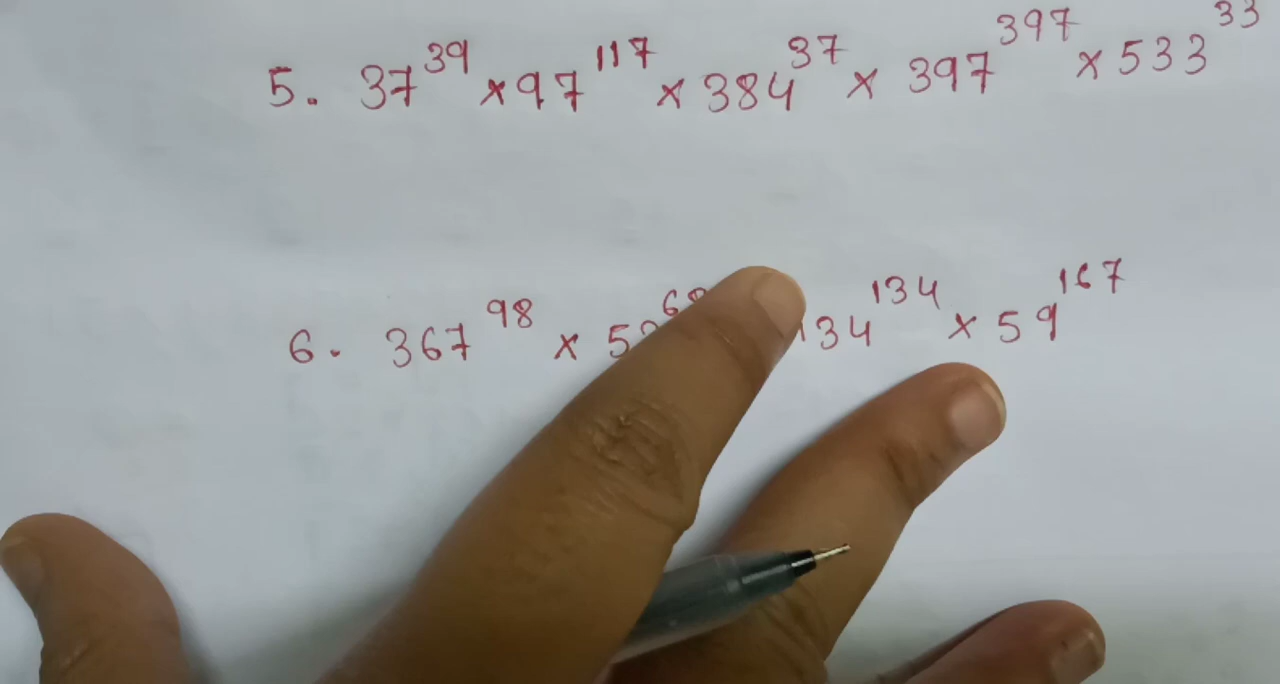 5. 37^39 × 97^117 × 384^37 × 397^397 × 533^33
6. 367^98 × 134^134 × 59^167